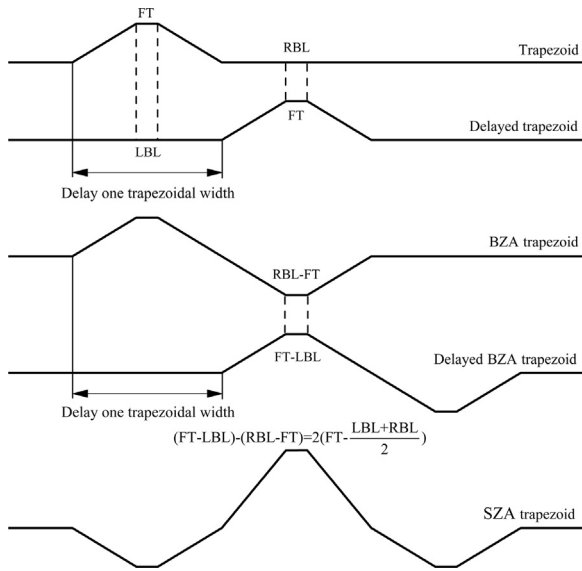 FT
RBL
Trapezoid
FT
Delayed trapezoid
LBL
Delay one trapezoidal width
BZA trapezoid
RBL-FT
FT-LBL
Delayed BZA trapezoid
Delay one trapezoidal width
(FT-LBL)-(RBL-FT)=2(FT-\frac{LBL+RBL}{2})
SZA trapezoid